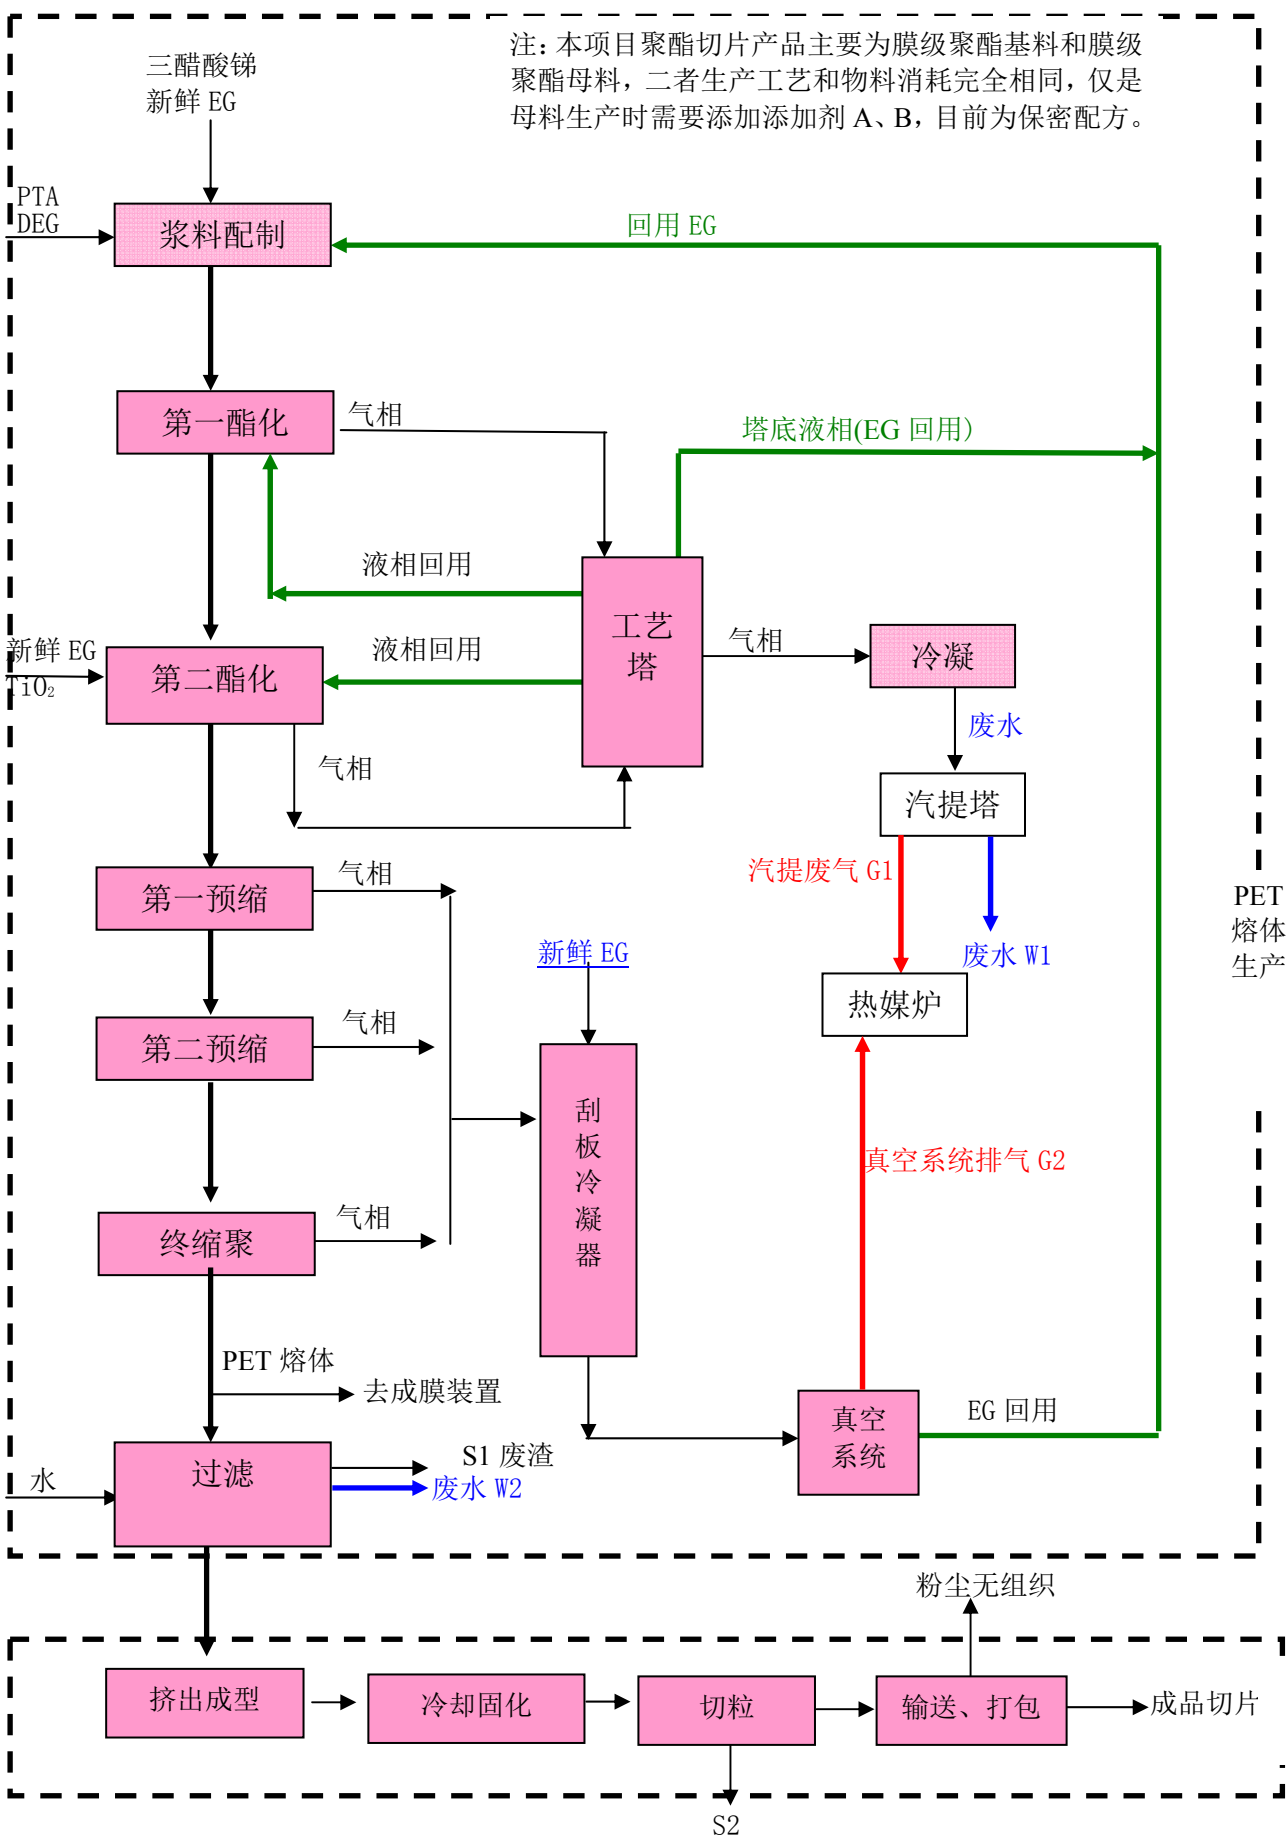 注：本项目聚酯切片产品主要为膜级聚酯基料和膜级
聚酯母料，二者生产工艺和物料消耗完全相同，仅是
母料生产时需要添加添加剂 A、B，目前为保密配方。
三醋酸锑
新鲜 EG
PTA
DEG
浆料配制
回用 EG
第一酯化
气相
塔底液相(EG 回用)
液相回用
工艺
塔
气相
冷凝
新鲜 EG
TiO₂
第二酯化
液相回用
废水
气相
汽提塔
汽提废气 G1
废水 W1
第一预缩
气相
PET
熔体
生产
新鲜 EG
热媒炉
第二预缩
气相
刮
板
冷
凝
器
真空系统排气 G2
终缩聚
气相
PET 熔体
去成膜装置
真空
系统
EG 回用
水
过滤
S1 废渣
废水 W2
粉尘无组织
挤出成型
冷却固化
切粒
输送、打包
成品切片
S2